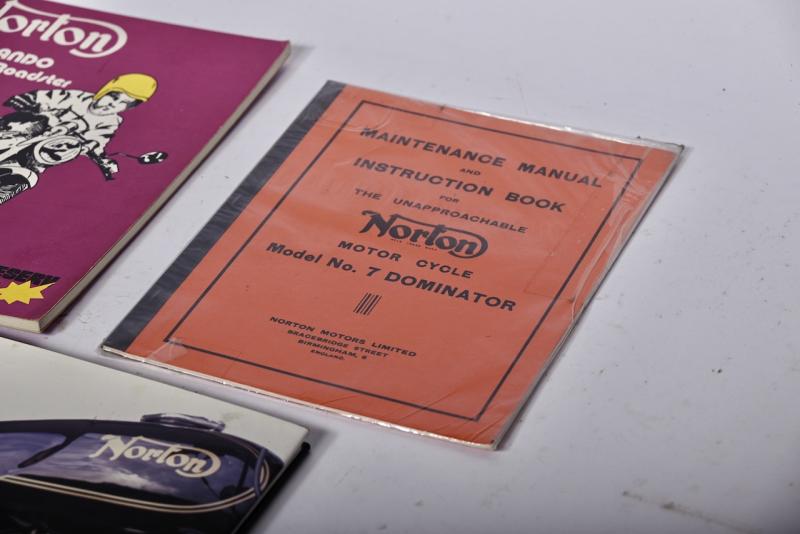 Norton
ANDO
Roadster
MAINTENANCE MANUAL
AND
INSTRUCTION BOOK
FOR
THE UNAPPROACHABLE
Norton
MOTOR CYCLE
Model No. 7 DOMINATOR
NORTON MOTORS LIMITED
BRACEBRIDGE STREET
BIRMINGHAM, 6
ENGLAND.
Norton